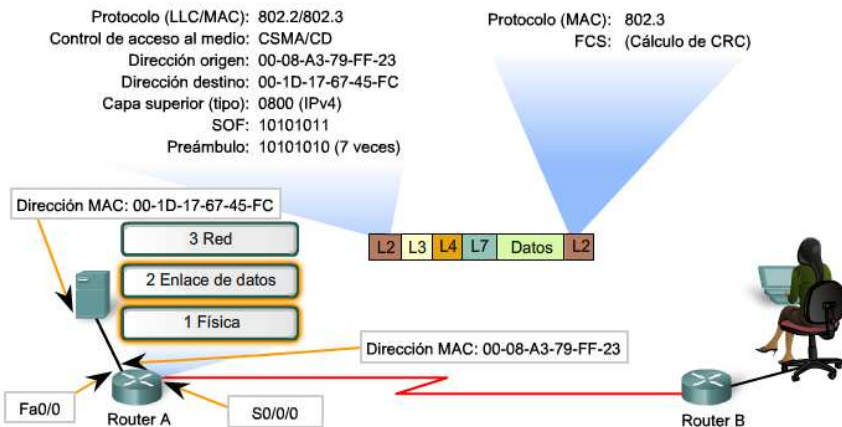 Protocolo (LLC/MAC): 802.2/802.3
Control de acceso al medio: CSMA/CD
Dirección origen: 00-08-A3-79-FF-23
Dirección destino: 00-1D-17-67-45-FC
Capa superior (tipo): 0800 (IPv4)
SOF: 10101011
Preámbulo: 10101010 (7 veces)
Protocolo (MAC): 802.3
FCS: (Cálculo de CRC)
Dirección MAC: 00-1D-17-67-45-FC
3 Red
L2 L3 L4 L7 Datos L2
2 Enlace de datos
1 Física
Dirección MAC: 00-08-A3-79-FF-23
Fa0/0
Router A
S0/0/0
Router B